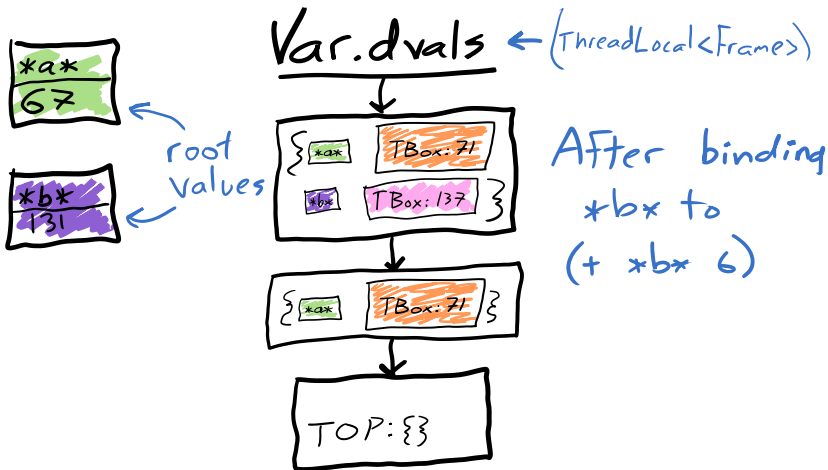 *a*
67
*b*
131
root
values
Var.dvals
(ThreadLocal<Frame>)
{ *a* TBox:71
*b* TBox:137 }
{ *a* TBox:71 }
TOP:{}
After binding
*b* to
(+ *b* 6)